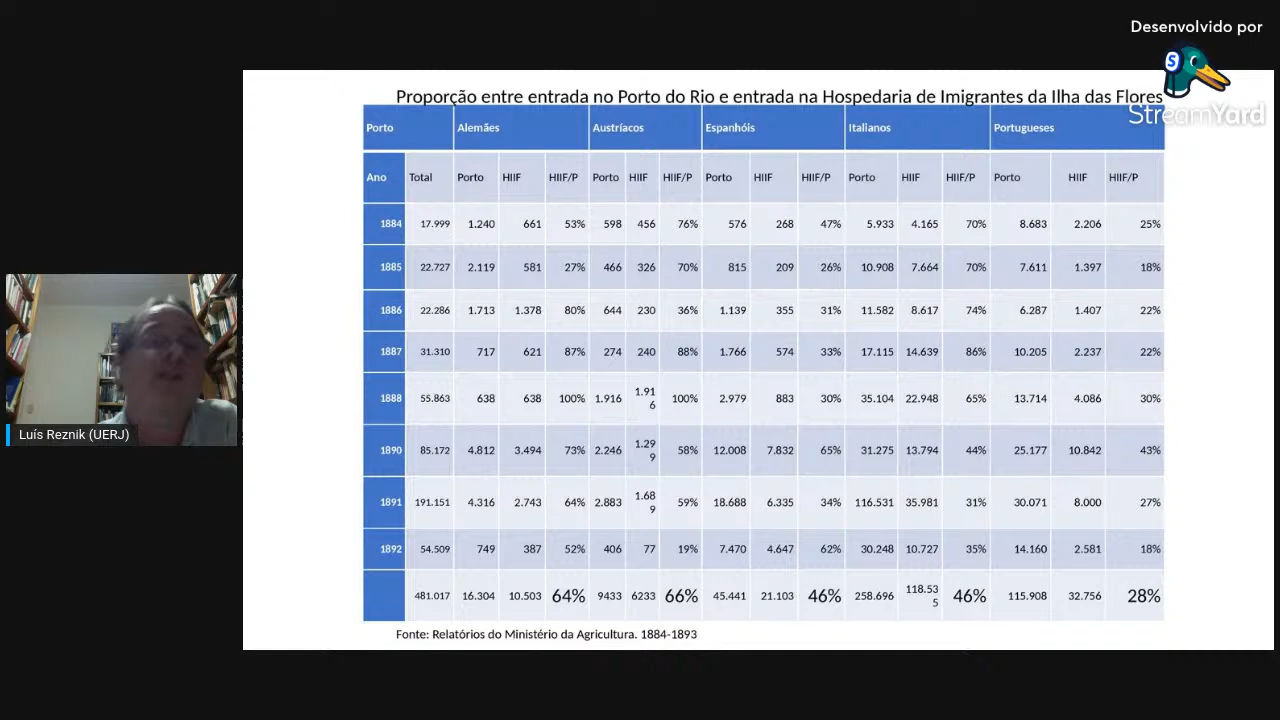 Desenvolvido por
S
StreamYard
Proporção entre entrada no Porto do Rio e entrada na Hospedaria de Imigrantes da Ilha das Flores
Porto Alemães Austríacos Espanhóis Italianos Portugueses
Ano Total Porto HIIF HIIF/P Porto HIIF HIIF/P Porto HIIF HIIF/P Porto HIIF HIIF/P Porto HIIF HIIF/P
1884 17.999 1.240 661 53% 598 456 76% 576 268 47% 5.933 4.165 70% 8.683 2.206 25%
1885 22.727 2.119 581 27% 466 326 70% 815 209 26% 10.908 7.664 70% 7.611 1.397 18%
1886 22.286 1.713 1.378 80% 644 230 36% 1.139 355 31% 11.582 8.617 74% 6.287 1.407 22%
1887 31.310 717 621 87% 274 240 88% 1.766 574 33% 17.115 14.639 86% 10.205 2.237 22%
1888 55.863 638 638 100% 1.916 1.916 100% 2.979 883 30% 35.104 22.948 65% 13.714 4.086 30%
1890 85.172 4.812 3.494 73% 2.246 1.299 58% 12.008 7.832 65% 31.275 13.794 44% 25.177 10.842 43%
1891 191.151 4.316 2.743 64% 2.883 1.689 59% 18.688 6.335 34% 116.531 35.981 31% 30.071 8.000 27%
1892 54.509 749 387 52% 406 77 19% 7.470 4.647 62% 30.248 10.727 35% 14.160 2.581 18%
481.017 16.304 10.503 64% 9433 6233 66% 45.441 21.103 46% 258.696 118.535 46% 115.908 32.756 28%
Fonte: Relatórios do Ministério da Agricultura. 1884-1893
Luís Reznik (UERJ)